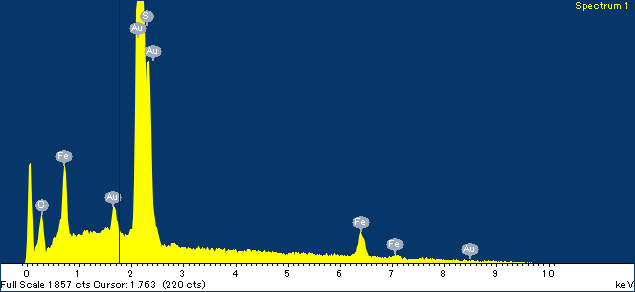 Spectrum 1
S
Au
Au
Fe
Au
Fe
Fe
Au
0 1 2 3 4 5 6 7 8 9 10
Full Scale 1857 cts Cursor: 1.763 (220 cts) keV